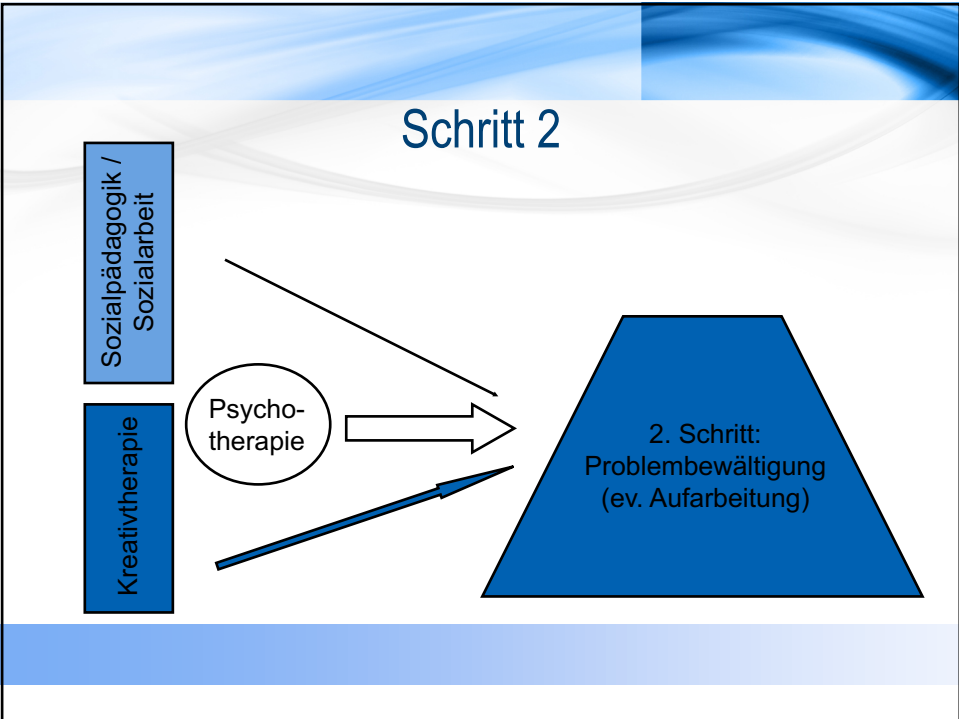 Schritt 2
Sozialpädagogik /
Sozialarbeit
Psycho-
therapie
Kreativtherapie
2. Schritt:
Problembewältigung
(ev. Aufarbeitung)